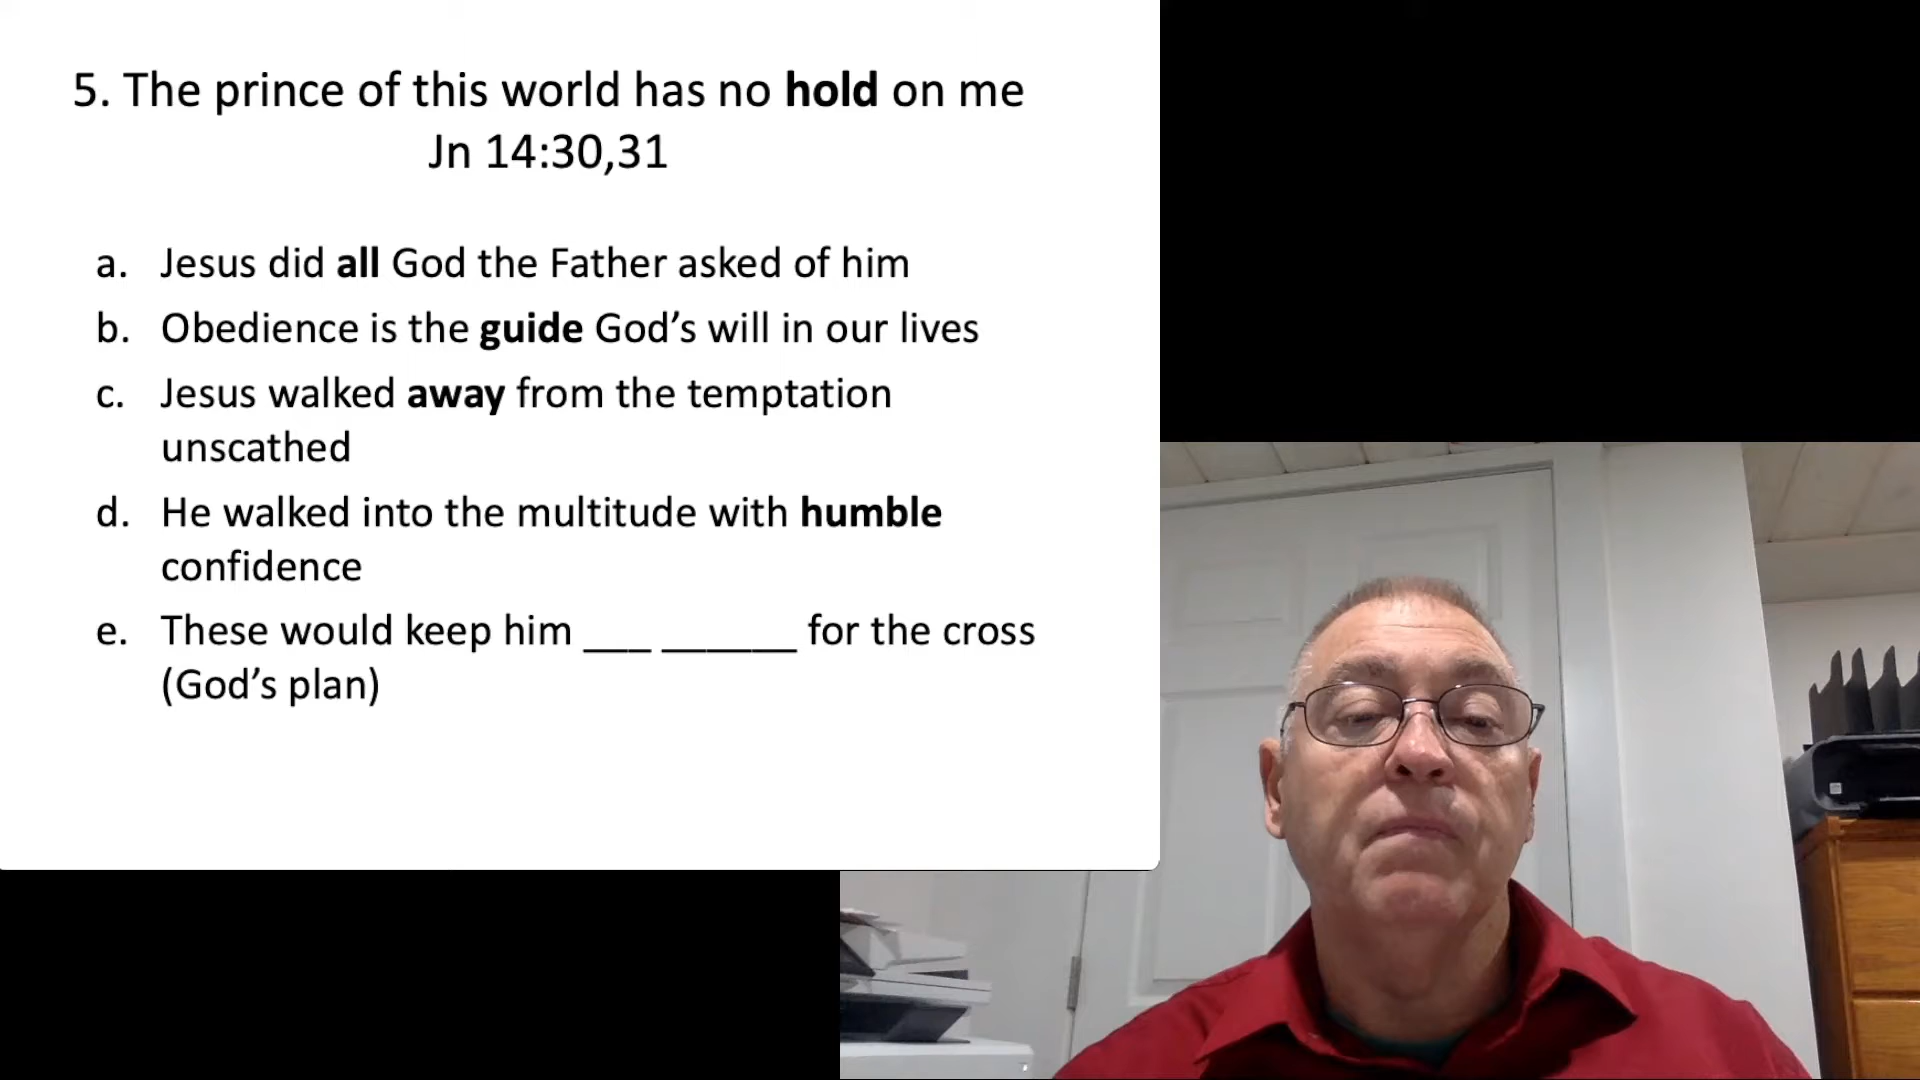 5. The prince of this world has no hold on me
Jn 14:30,31
a. Jesus did all God the Father asked of him
b. Obedience is the guide God’s will in our lives
c. Jesus walked away from the temptation
unscathed
d. He walked into the multitude with humble
confidence
e. These would keep him ___ ______ for the cross
(God’s plan)